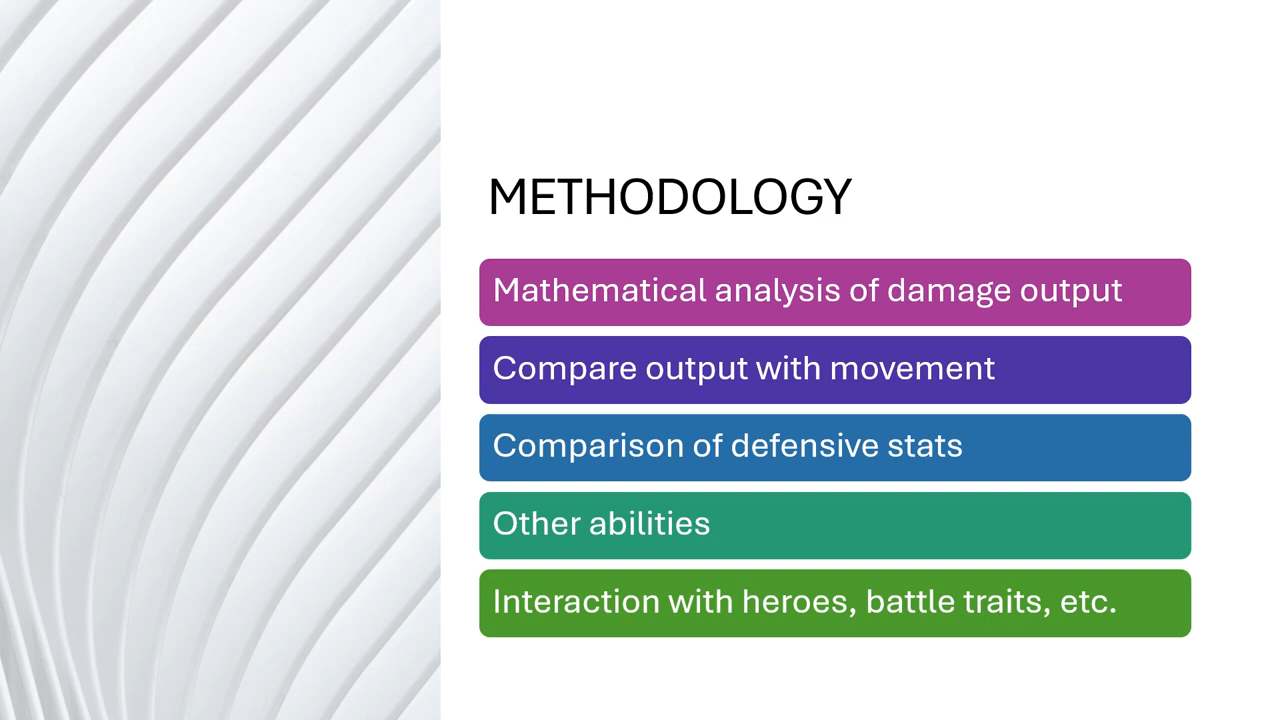 METHODOLOGY
Mathematical analysis of damage output
Compare output with movement
Comparison of defensive stats
Other abilities
Interaction with heroes, battle traits, etc.